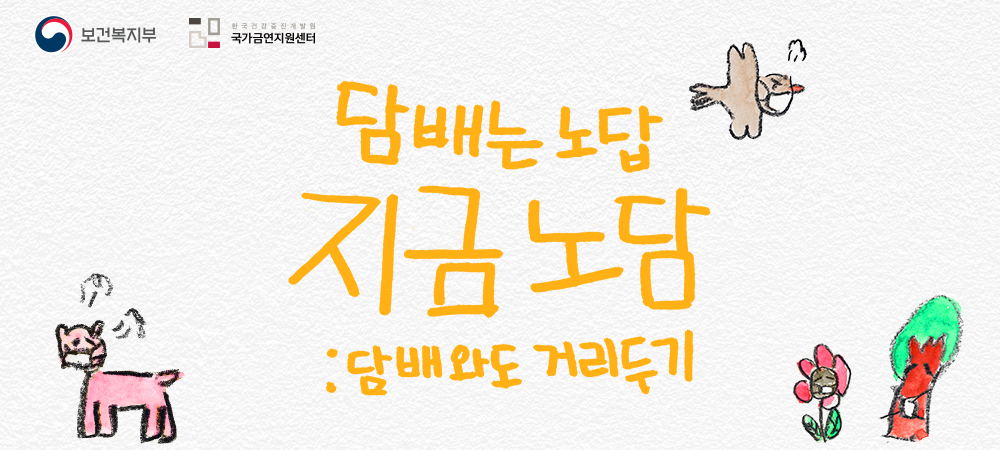 보건복지부
한국건강증진개발원
국가금연지원센터
담배는 노답
지금 노담
: 담배와도 거리두기